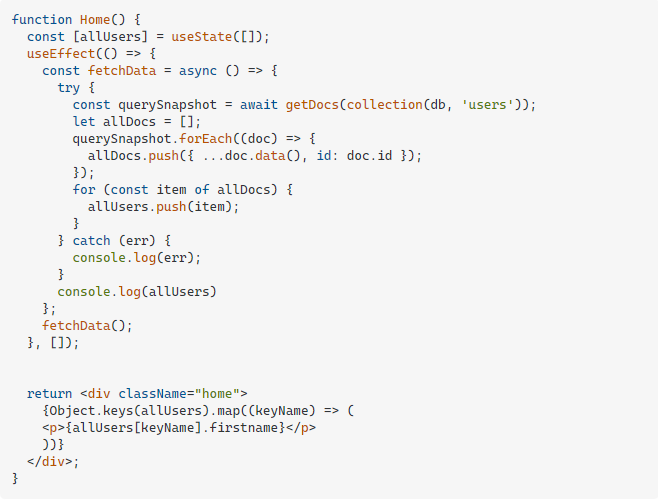 function Home() {
  const [allUsers] = useState([]);
  useEffect(() => {
    const fetchData = async () => {
      try {
        const querySnapshot = await getDocs(collection(db, 'users'));
        let allDocs = [];
        querySnapshot.forEach((doc) => {
          allDocs.push({ ...doc.data(), id: doc.id });
        });
        for (const item of allDocs) {
          allUsers.push(item);
        }
      } catch (err) {
        console.log(err);
      }
      console.log(allUsers)
    };
    fetchData();
  }, []);


  return <div className="home">
    {Object.keys(allUsers).map((keyName) => (
    <p>{allUsers[keyName].firstname}</p>
    ))}
  </div>;
}